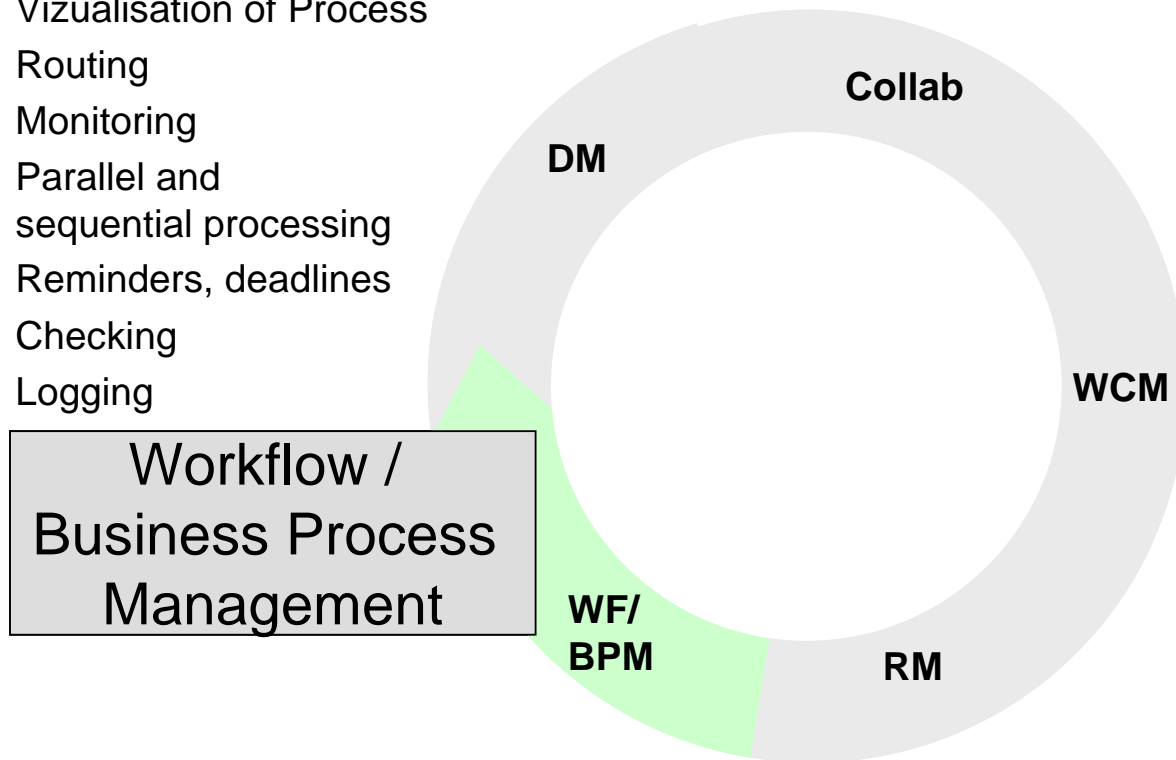 Vizualisation of Process
Routing
Monitoring
Parallel and
sequential processing
Reminders, deadlines
Checking
Logging
Workflow /
Business Process
Management
Collab
DM
WCM
WF/
BPM
RM